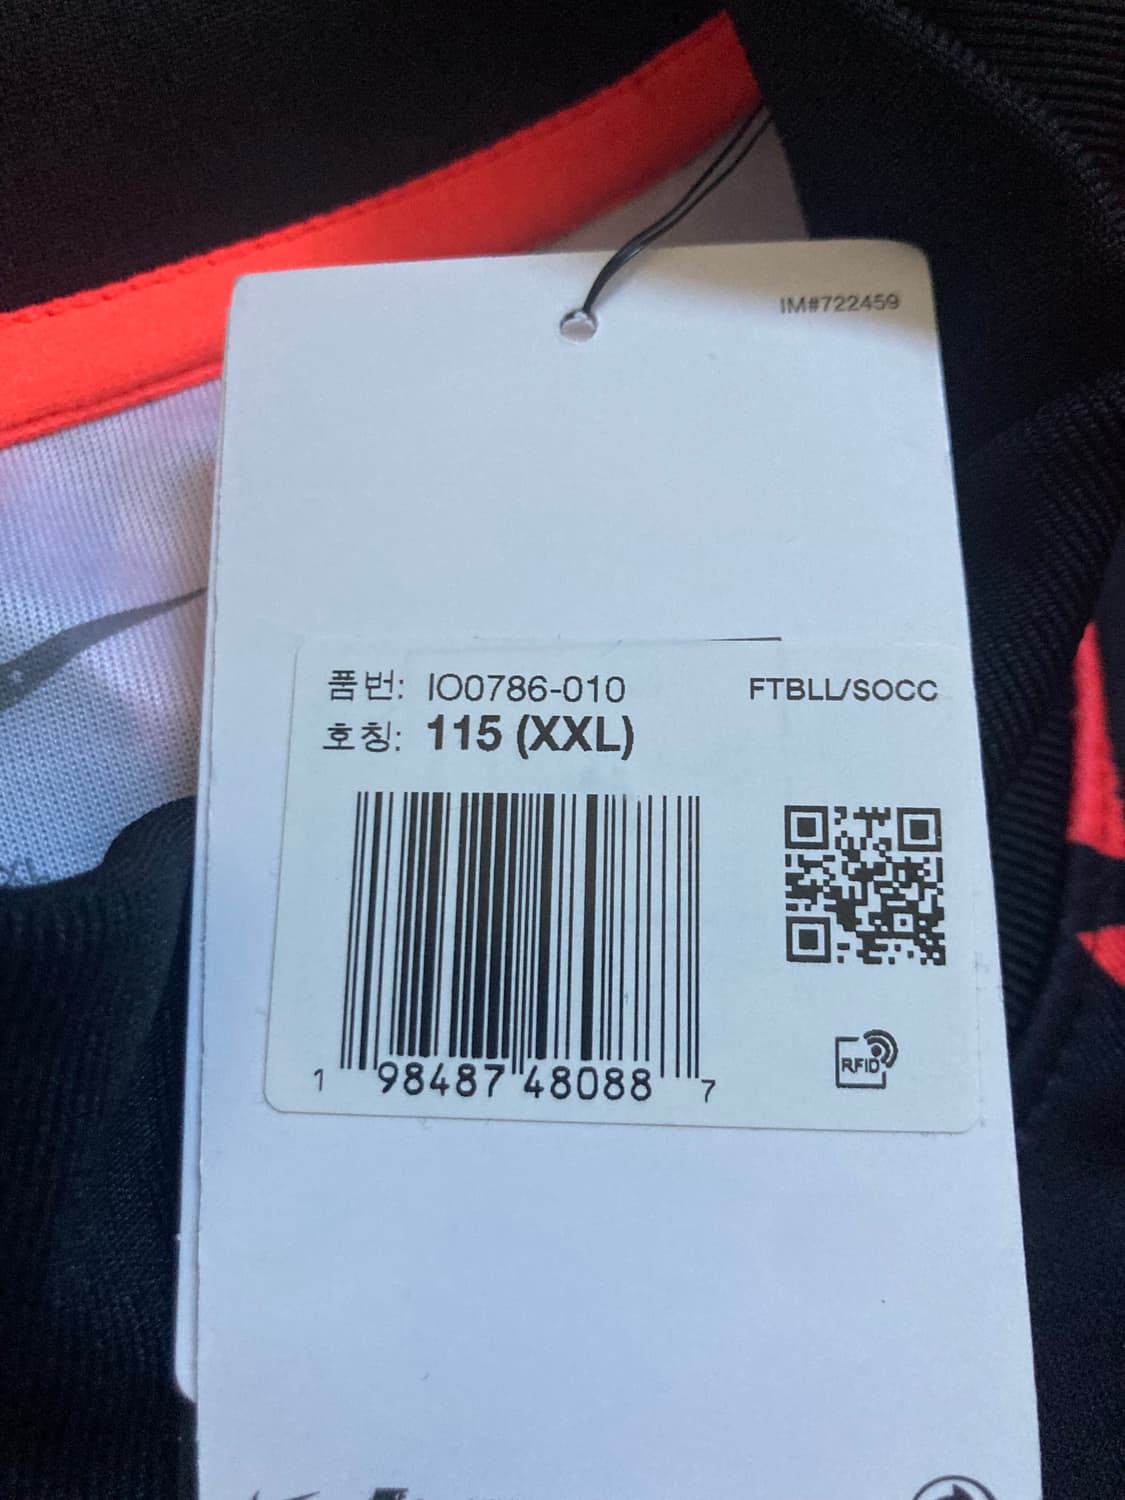 IM#722459
품번: IO0786-010 FTBLL/SOCC
호칭: 115 (XXL)
RFID
1 98487 48088 7